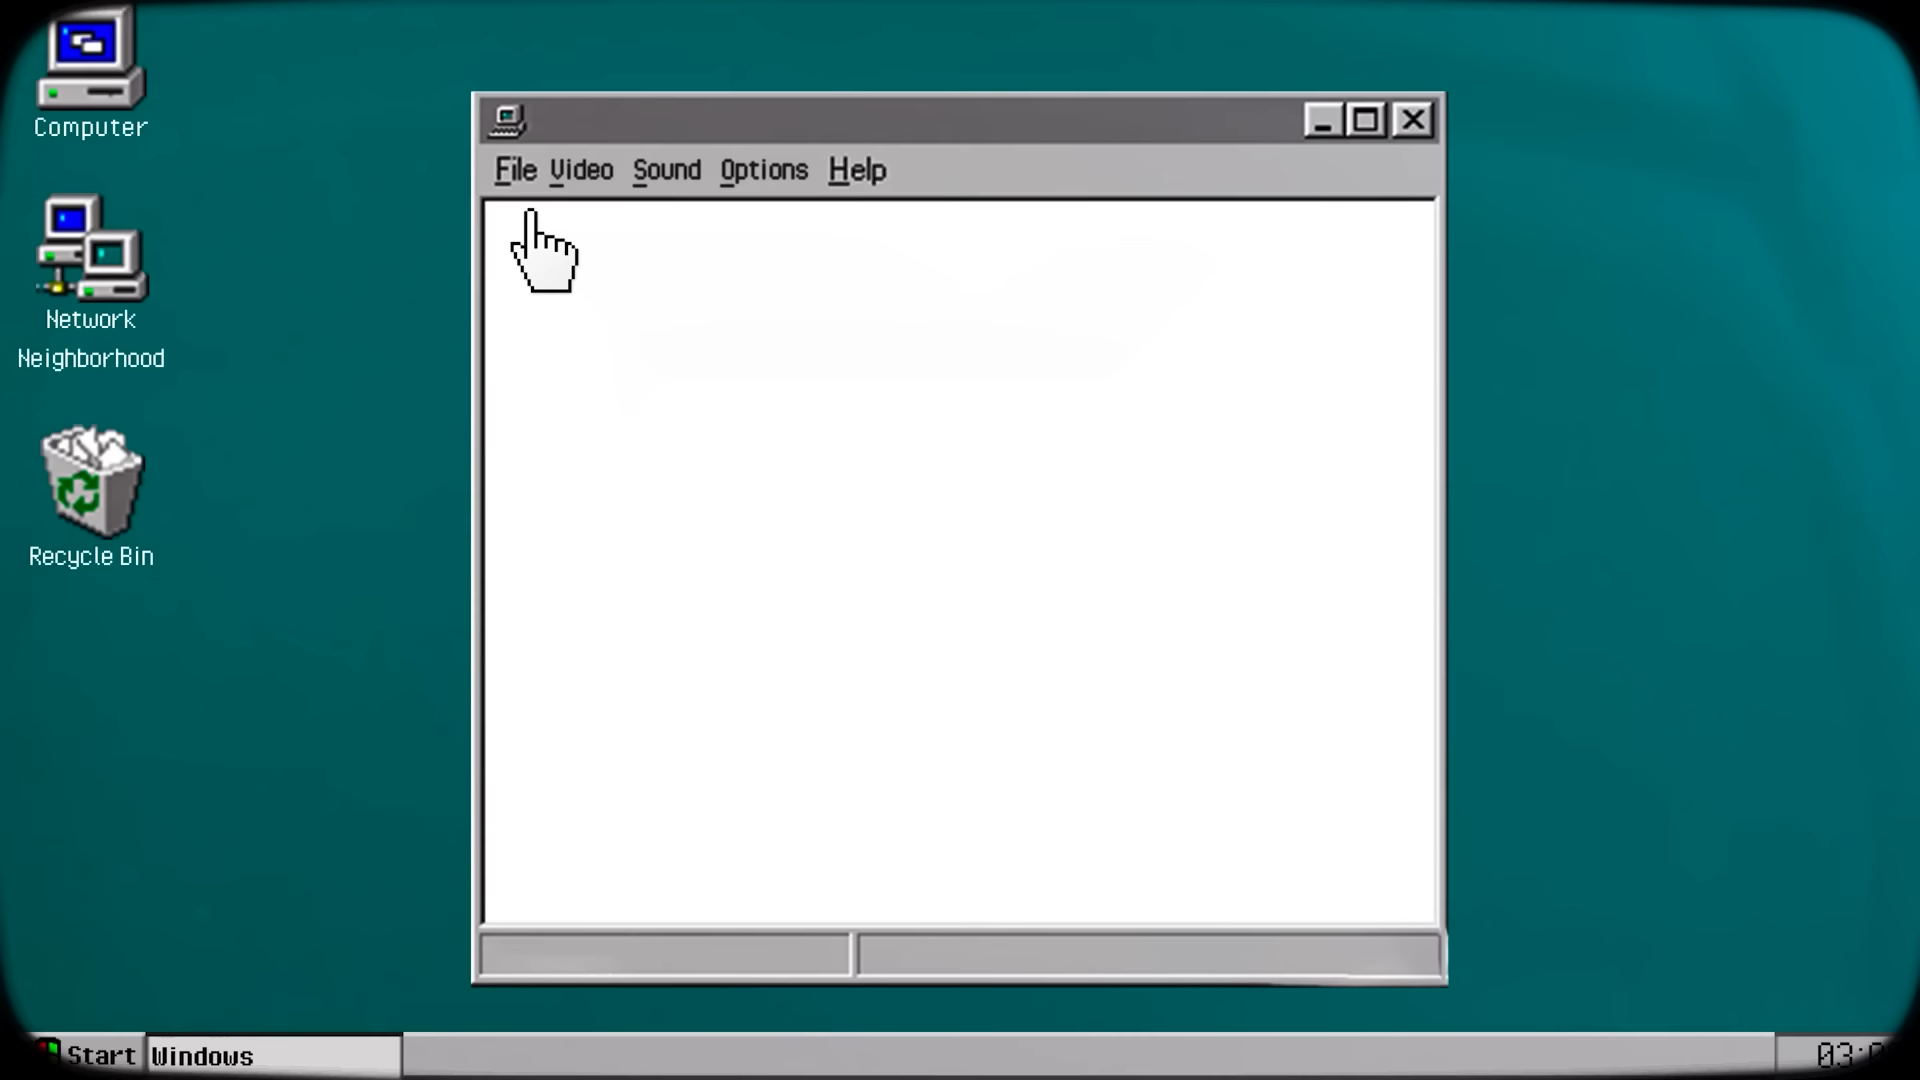 Computer
Network
Neighborhood
Recycle Bin
File Video Sound Options Help
Start Windows